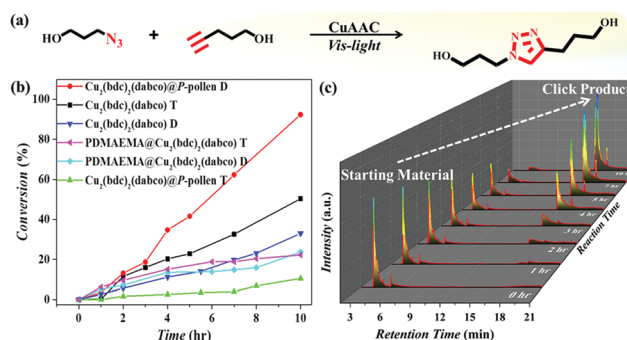 (a)
HO
N₃
+
OH
CuAAC
Vis-light
HO
N
N
N
OH
(b)
Conversion (%)
100
80
60
40
20
0
Cu₂(bdc)₂(dabco)@P-pollen D
Cu₂(bdc)₂(dabco) T
Cu₂(bdc)₂(dabco) D
PDMAEMA@Cu₂(bdc)₂(dabco) T
PDMAEMA@Cu₂(bdc)₂(dabco) D
Cu₂(bdc)₂(dabco)@P-pollen T
0 2 4 6 8 10
Time (hr)
(c)
Click Product
Starting Material
Intensity (a.u.)
3 6 9 12 15 18 21
Retention Time (min)
0 hr
1 hr
2 hr
3 hr
4 hr
5 hr
7 hr
Reaction Time